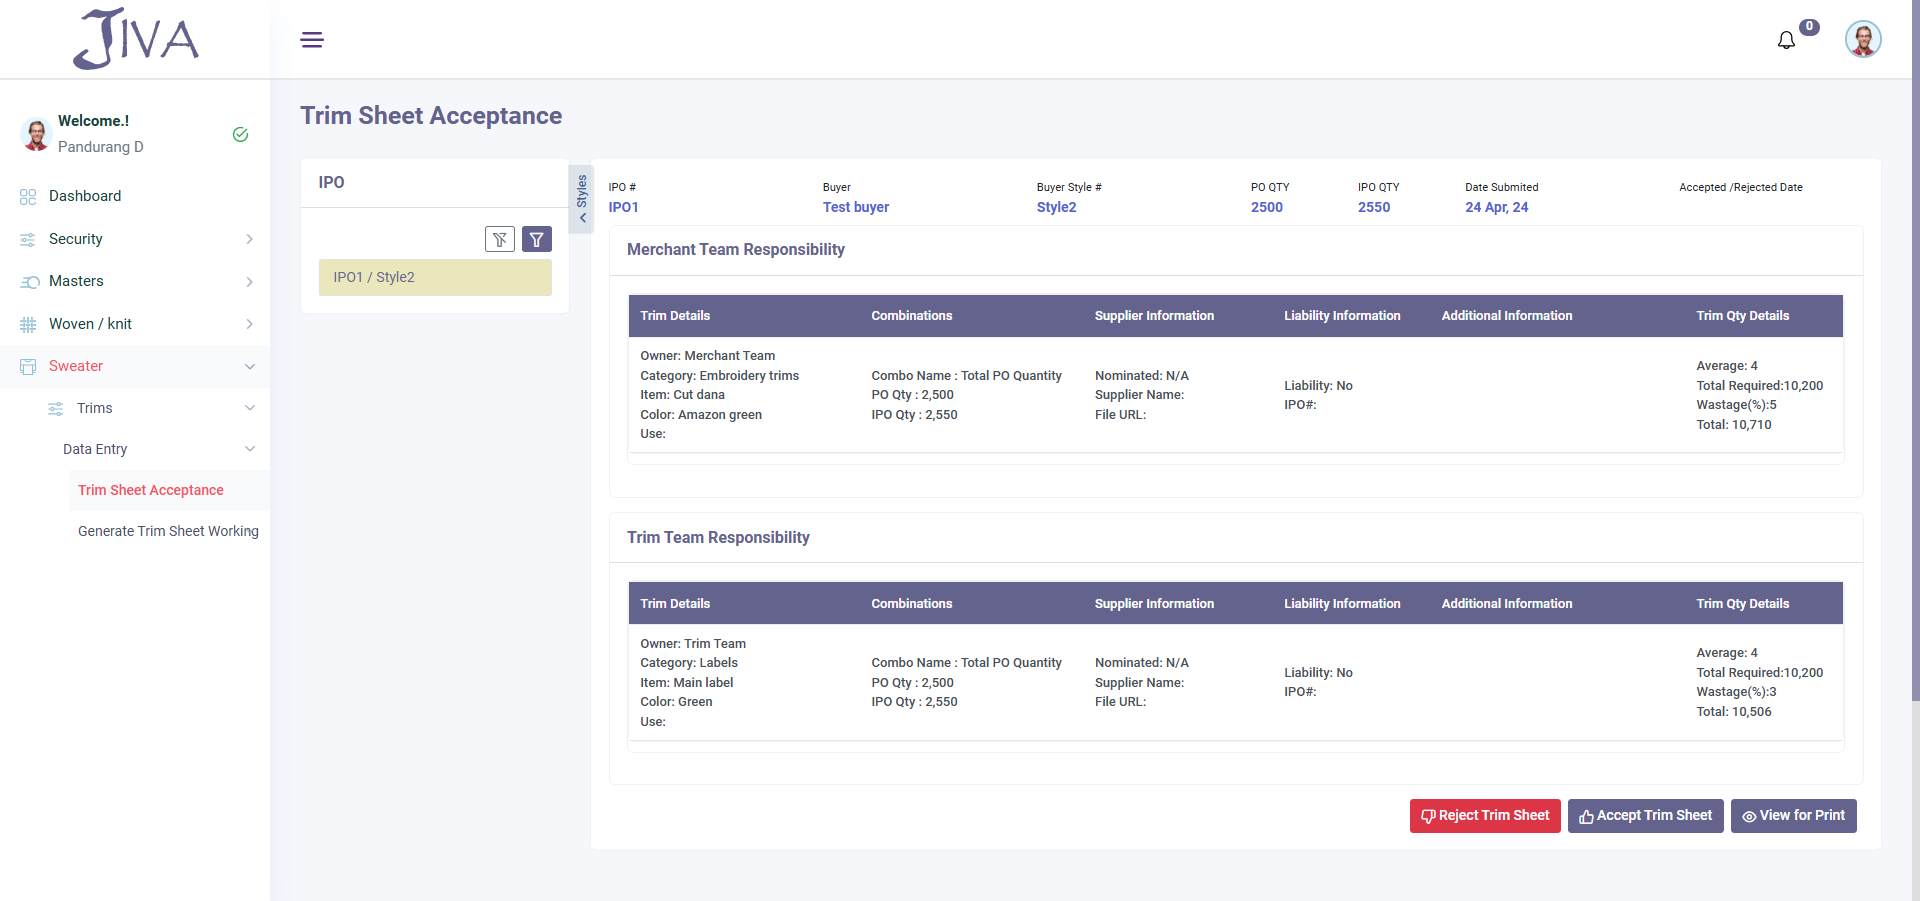 JIVA
0
Welcome.!
Pandurang D
Dashboard
Security
Masters
Woven / knit
Sweater
Trims
Data Entry
Trim Sheet Acceptance
Generate Trim Sheet Working
Trim Sheet Acceptance
IPO
IPO1 / Style2
Styles
IPO # Buyer Buyer Style # PO QTY IPO QTY Date Submited Accepted /Rejected Date
IPO1 Test buyer Style2 2500 2550 24 Apr, 24
Merchant Team Responsibility
Trim Details Combinations Supplier Information Liability Information Additional Information Trim Qty Details
Owner: Merchant Team
Category: Embroidery trims
Item: Cut dana
Color: Amazon green
Use:
Combo Name : Total PO Quantity
PO Qty : 2,500
IPO Qty : 2,550
Nominated: N/A
Supplier Name:
File URL:
Liability: No
IPO#:
Average: 4
Total Required:10,200
Wastage(%):5
Total: 10,710
Trim Team Responsibility
Trim Details Combinations Supplier Information Liability Information Additional Information Trim Qty Details
Owner: Trim Team
Category: Labels
Item: Main label
Color: Green
Use:
Combo Name : Total PO Quantity
PO Qty : 2,500
IPO Qty : 2,550
Nominated: N/A
Supplier Name:
File URL:
Liability: No
IPO#:
Average: 4
Total Required:10,200
Wastage(%):3
Total: 10,506
Reject Trim Sheet Accept Trim Sheet View for Print